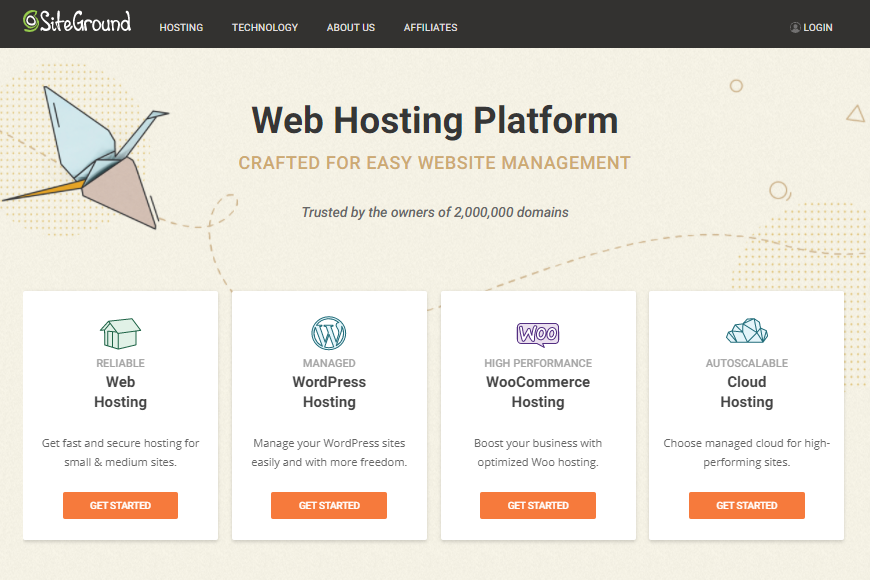 SiteGround
HOSTING
TECHNOLOGY
ABOUT US
AFFILIATES
LOGIN
Web Hosting Platform
CRAFTED FOR EASY WEBSITE MANAGEMENT
Trusted by the owners of 2,000,000 domains
RELIABLE
Web
Hosting
Get fast and secure hosting for
small & medium sites.
GET STARTED
MANAGED
WordPress
Hosting
Manage your WordPress sites
easily and with more freedom.
GET STARTED
WOO
HIGH PERFORMANCE
WooCommerce
Hosting
Boost your business with
optimized Woo hosting.
GET STARTED
AUTOSCALABLE
Cloud
Hosting
Choose managed cloud for high-
performing sites.
GET STARTED